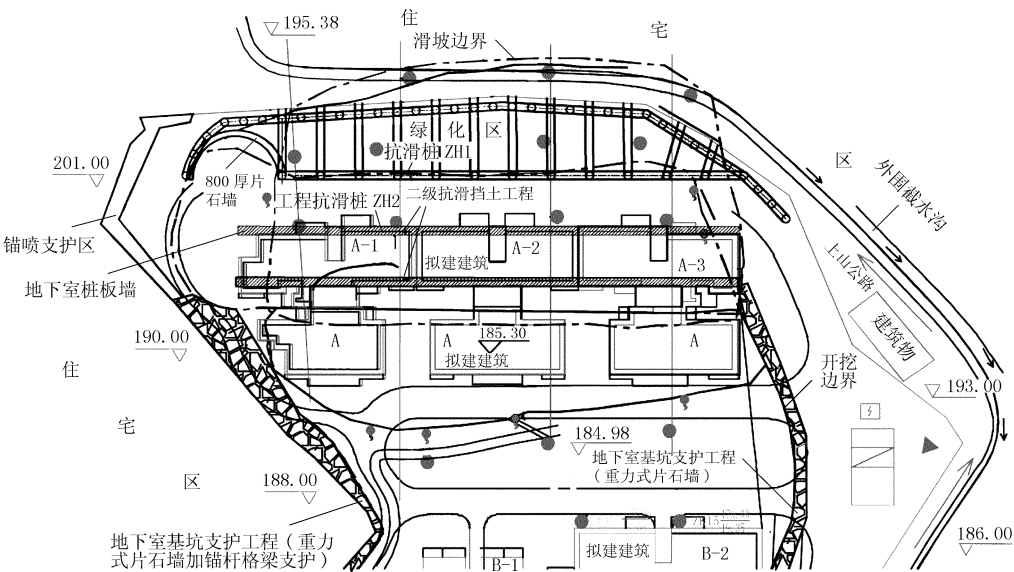 住
195.38
宅
滑坡边界
绿化区
抗滑桩ZH1
201.00
区
800厚片
石墙
外围截水沟
二级抗滑挡土工程
工程抗滑桩ZH2
锚喷支护区
A-1
A-2
A-3
拟建建筑
上山公路
地下室桩板墙
建筑物
190.00
A
A
185.30
拟建建筑
A
开挖
边界
193.00
住
宅
184.98
地下室基坑支护工程
(重力式片石墙)
区
188.00
186.00
地下室基坑支护工程(重力
式片石墙加锚杆格梁支护)
拟建建筑
B-2
B-1